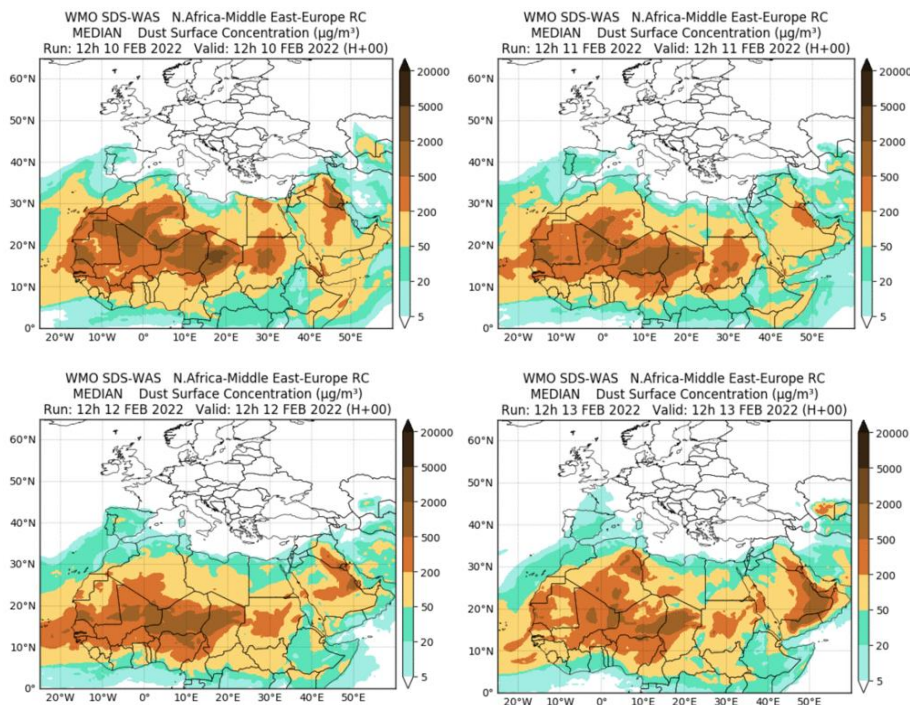 WMO SDS-WAS N.Africa-Middle East-Europe RC
MEDIAN Dust Surface Concentration (µg/m³)
Run: 12h 10 FEB 2022 Valid: 12h 10 FEB 2022 (H+00)
60°N
50°N
40°N
30°N
20°N
10°N
0°
20°W 10°W 0° 10°E 20°E 30°E 40°E 50°E
20000
5000
2000
500
200
50
20
5
WMO SDS-WAS N.Africa-Middle East-Europe RC
MEDIAN Dust Surface Concentration (µg/m³)
Run: 12h 11 FEB 2022 Valid: 12h 11 FEB 2022 (H+00)
60°N
50°N
40°N
30°N
20°N
10°N
0°
20°W 10°W 0° 10°E 20°E 30°E 40°E 50°E
20000
5000
2000
500
200
50
20
5
WMO SDS-WAS N.Africa-Middle East-Europe RC
MEDIAN Dust Surface Concentration (µg/m³)
Run: 12h 12 FEB 2022 Valid: 12h 12 FEB 2022 (H+00)
60°N
50°N
40°N
30°N
20°N
10°N
0°
20°W 10°W 0° 10°E 20°E 30°E 40°E 50°E
20000
5000
2000
500
200
50
20
5
WMO SDS-WAS N.Africa-Middle East-Europe RC
MEDIAN Dust Surface Concentration (µg/m³)
Run: 12h 13 FEB 2022 Valid: 12h 13 FEB 2022 (H+00)
60°N
50°N
40°N
30°N
20°N
10°N
0°
20°W 10°W 0° 10°E 20°E 30°E 40°E 50°E
20000
5000
2000
500
200
50
20
5